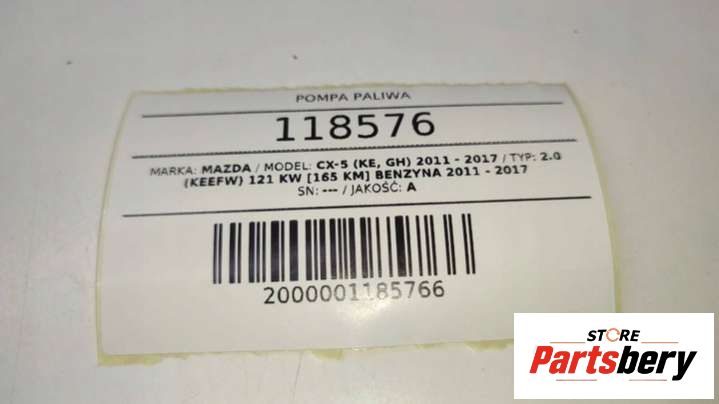 POMPA PALIWA
118576
MARKA: MAZDA / MODEL: CX-5 (KE, GH) 2011 - 2017 / TYP: 2.0
(KEEFW) 121 KW [165 KM] BENZYNA 2011 - 2017
SN: --- / JAKOŚĆ: A
2000001185766
STORE
Partsbery